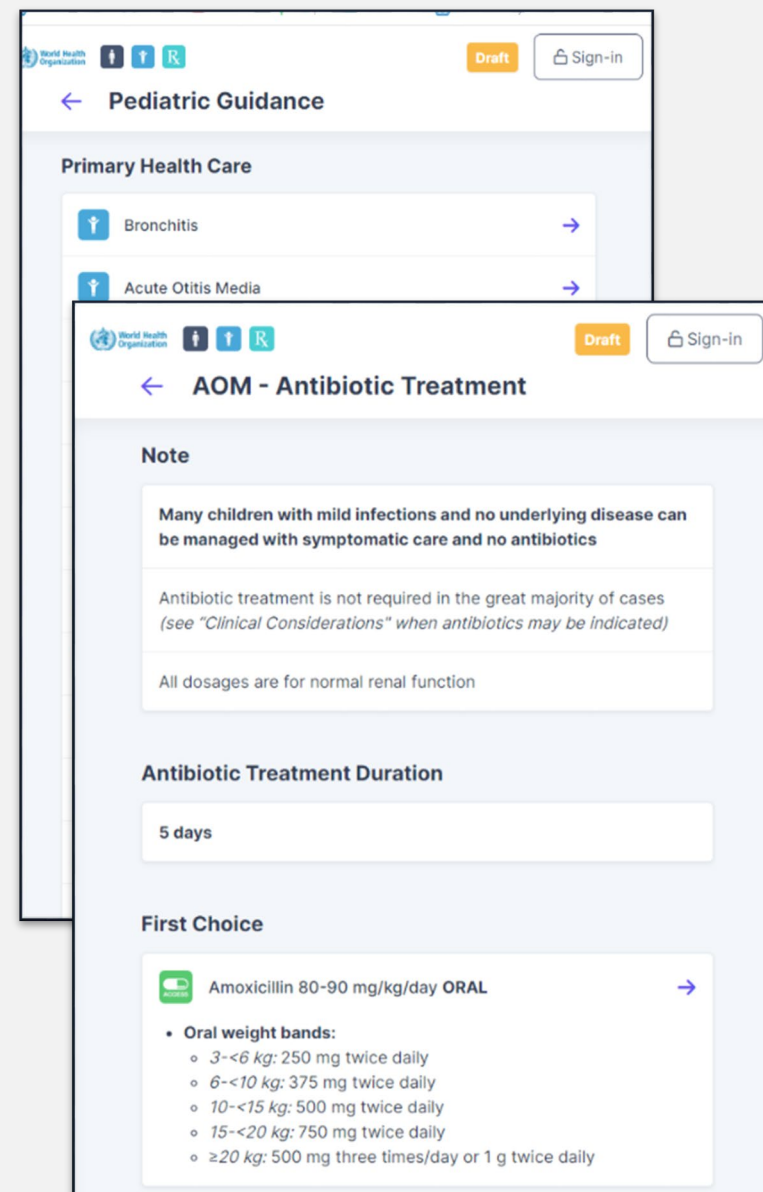 World Health
Organization
Draft
Sign-in
Pediatric Guidance
Primary Health Care
Bronchitis
Acute Otitis Media
World Health
Organization
Draft
Sign-in
AOM - Antibiotic Treatment
Note
Many children with mild infections and no underlying disease can
be managed with symptomatic care and no antibiotics
Antibiotic treatment is not required in the great majority of cases
(see "Clinical Considerations" when antibiotics may be indicated)
All dosages are for normal renal function
Antibiotic Treatment Duration
5 days
First Choice
ACCESS
Amoxicillin 80-90 mg/kg/day ORAL
• Oral weight bands:
◦ 3-<6 kg: 250 mg twice daily
◦ 6-<10 kg: 375 mg twice daily
◦ 10-<15 kg: 500 mg twice daily
◦ 15-<20 kg: 750 mg twice daily
◦ ≥20 kg: 500 mg three times/day or 1 g twice daily